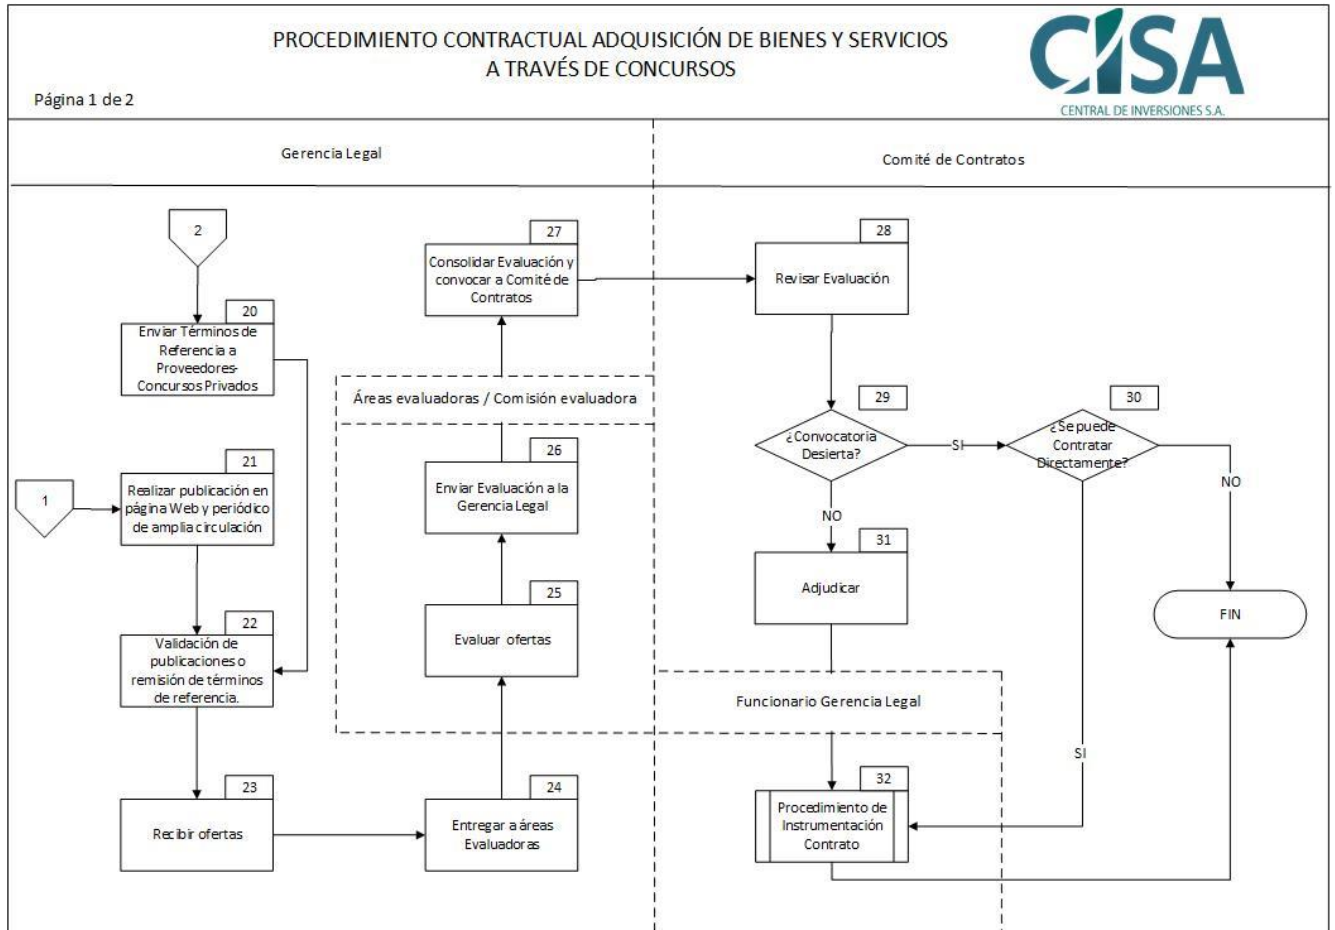 PROCEDIMIENTO CONTRACTUAL ADQUISICIÓN DE BIENES Y SERVICIOS
A TRAVÉS DE CONCURSOS
CISA
CENTRAL DE INVERSIONES S.A.
Página 1 de 2
Gerencia Legal
Comité de Contratos
2
20
Enviar Términos de
Referencia a
Proveedores-
Concursos Privados
1
21
Realizar publicación en
página Web y periódico
de amplia circulación
22
Validación de
publicaciones o
remisión de términos
de referencia.
23
Recibir ofertas
24
Entregar a áreas
Evaluadoras
Áreas evaluadoras / Comisión evaluadora
25
Evaluar ofertas
26
Enviar Evaluación a la
Gerencia Legal
27
Consolidar Evaluación y
convocar a Comité de
Contratos
28
Revisar Evaluación
29
¿Convocatoria
Desierta?
SI
NO
30
¿Se puede
Contratar
Directamente?
NO
SI
31
Adjudicar
Funcionario Gerencia Legal
32
Procedimiento de
Instrumentación
Contrato
FIN